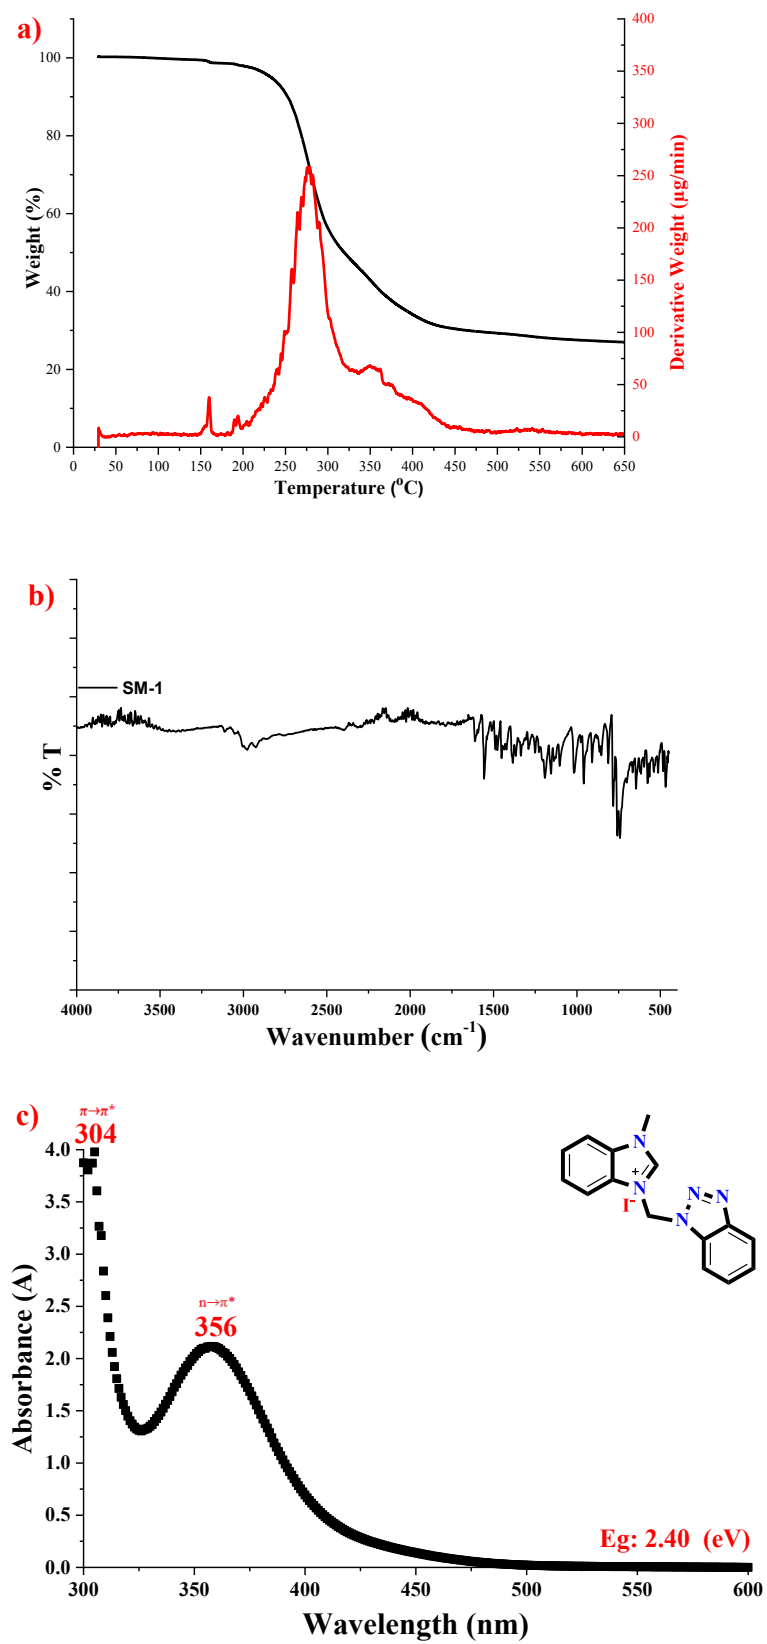 a)
Weight (%)
100
80
60
40
20
0
0 50 100 150 200 250 300 350 400 450 500 550 600 650
Temperature (°C)
400
350
300
250
200
150
100
50
0
Derivative Weight (µg/min)
b)
SM-1
% T
4000 3500 3000 2500 2000 1500 1000 500
Wavenumber (cm⁻¹)
c)
π→π*
304
n→π*
356
4.0
3.5
3.0
2.5
2.0
1.5
1.0
0.5
0.0
Absorbance (A)
N
+
N
I-
N
N
N
Eg: 2.40 (eV)
300 350 400 450 500 550 600
Wavelength (nm)